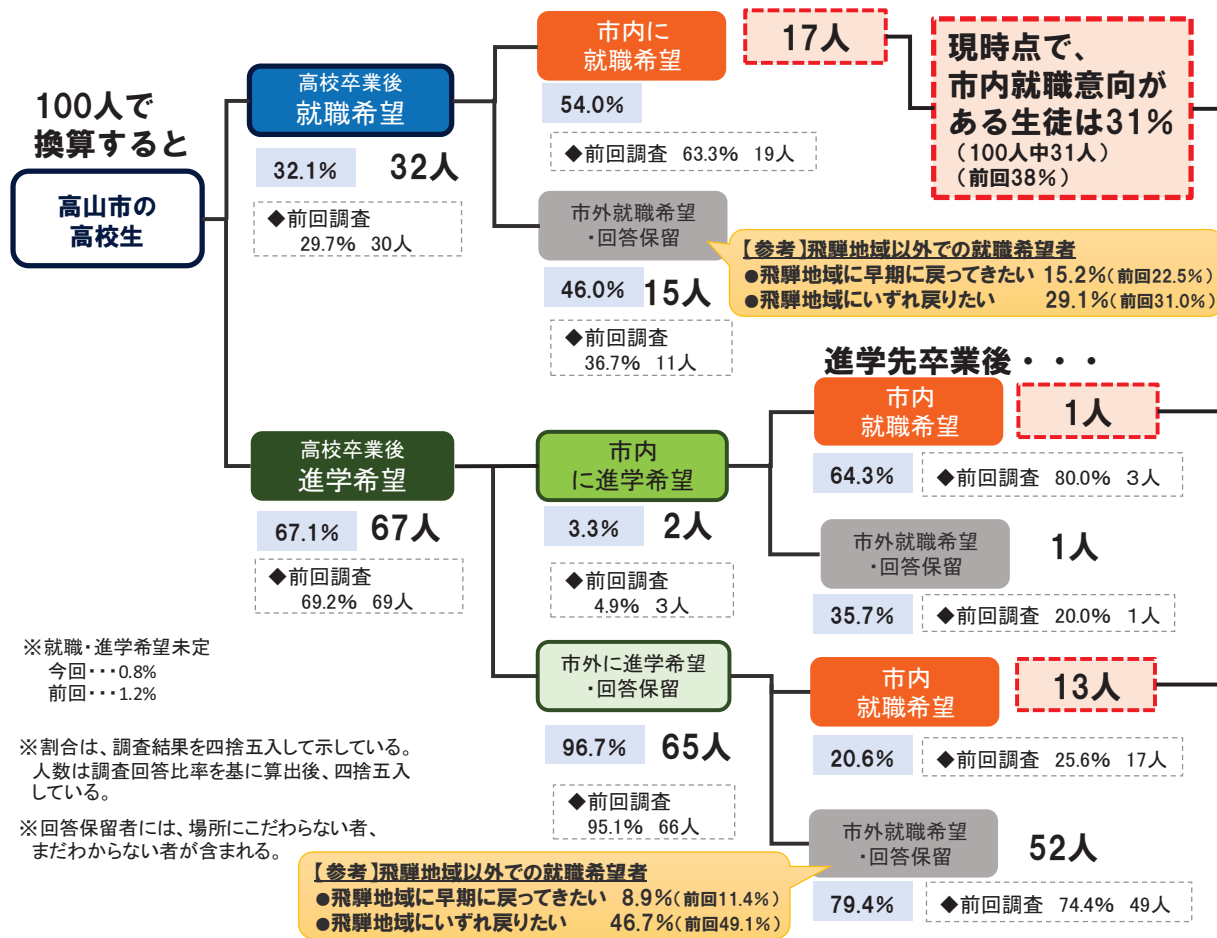 100人で
換算すると
高山市の
高校生
高校卒業後
就職希望
32.1%
32人
◆前回調査
29.7% 30人
市内に
就職希望
17人
54.0%
◆前回調査 63.3% 19人
市外就職希望
・回答保留
46.0%
15人
◆前回調査
36.7% 11人
現時点で、
市内就職意向が
ある生徒は31%
(100人中31人)
(前回38%)
【参考】飛騨地域以外での就職希望者
●飛騨地域に早期に戻ってきたい 15.2%(前回22.5%)
●飛騨地域にいずれ戻りたい 29.1%(前回31.0%)
高校卒業後
進学希望
67.1%
67人
◆前回調査
69.2% 69人
市内
に進学希望
3.3%
2人
◆前回調査
4.9% 3人
進学先卒業後・・・
市内
就職希望
1人
64.3%
◆前回調査 80.0% 3人
市外就職希望
・回答保留
1人
35.7%
◆前回調査 20.0% 1人
市外に進学希望
・回答保留
96.7%
65人
◆前回調査
95.1% 66人
市内
就職希望
13人
20.6%
◆前回調査 25.6% 17人
市外就職希望
・回答保留
52人
79.4%
◆前回調査 74.4% 49人
【参考】飛騨地域以外での就職希望者
●飛騨地域に早期に戻ってきたい 8.9%(前回11.4%)
●飛騨地域にいずれ戻りたい 46.7%(前回49.1%)
※就職・進学希望未定
今回・・・0.8%
前回・・・1.2%
※割合は、調査結果を四捨五入して示している。
人数は調査回答比率を基に算出後、四捨五入
している。
※回答保留者には、場所にこだわらない者、
まだわからない者が含まれる。